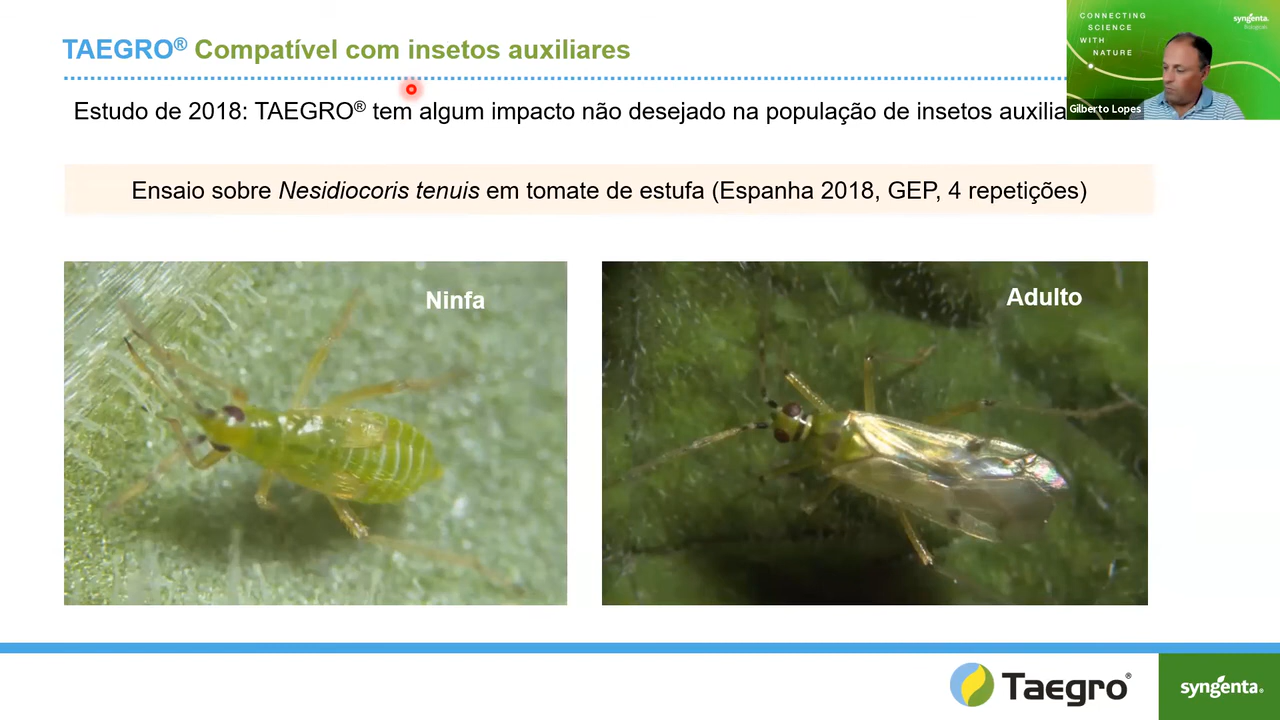 TAEGRO® Compatível com insetos auxiliares
CONNECTING
SCIENCE
WITH
NATURE
syngenta.
Gilberto Lopes
Estudo de 2018: TAEGRO® tem algum impacto não desejado na população de insetos auxilia
Ensaio sobre Nesidiocoris tenuis em tomate de estufa (Espanha 2018, GEP, 4 repetições)
Ninfa
Adulto
Taegro®
syngenta®